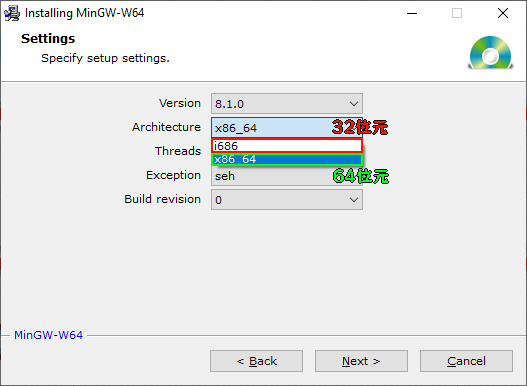 Installing MinGW-W64
Settings
Specify setup settings.
Version 8.1.0
Architecture x86_64 32位元
i686
Threads x86_64
Exception seh 64位元
Build revision 0
MinGW-W64
< Back Next > Cancel